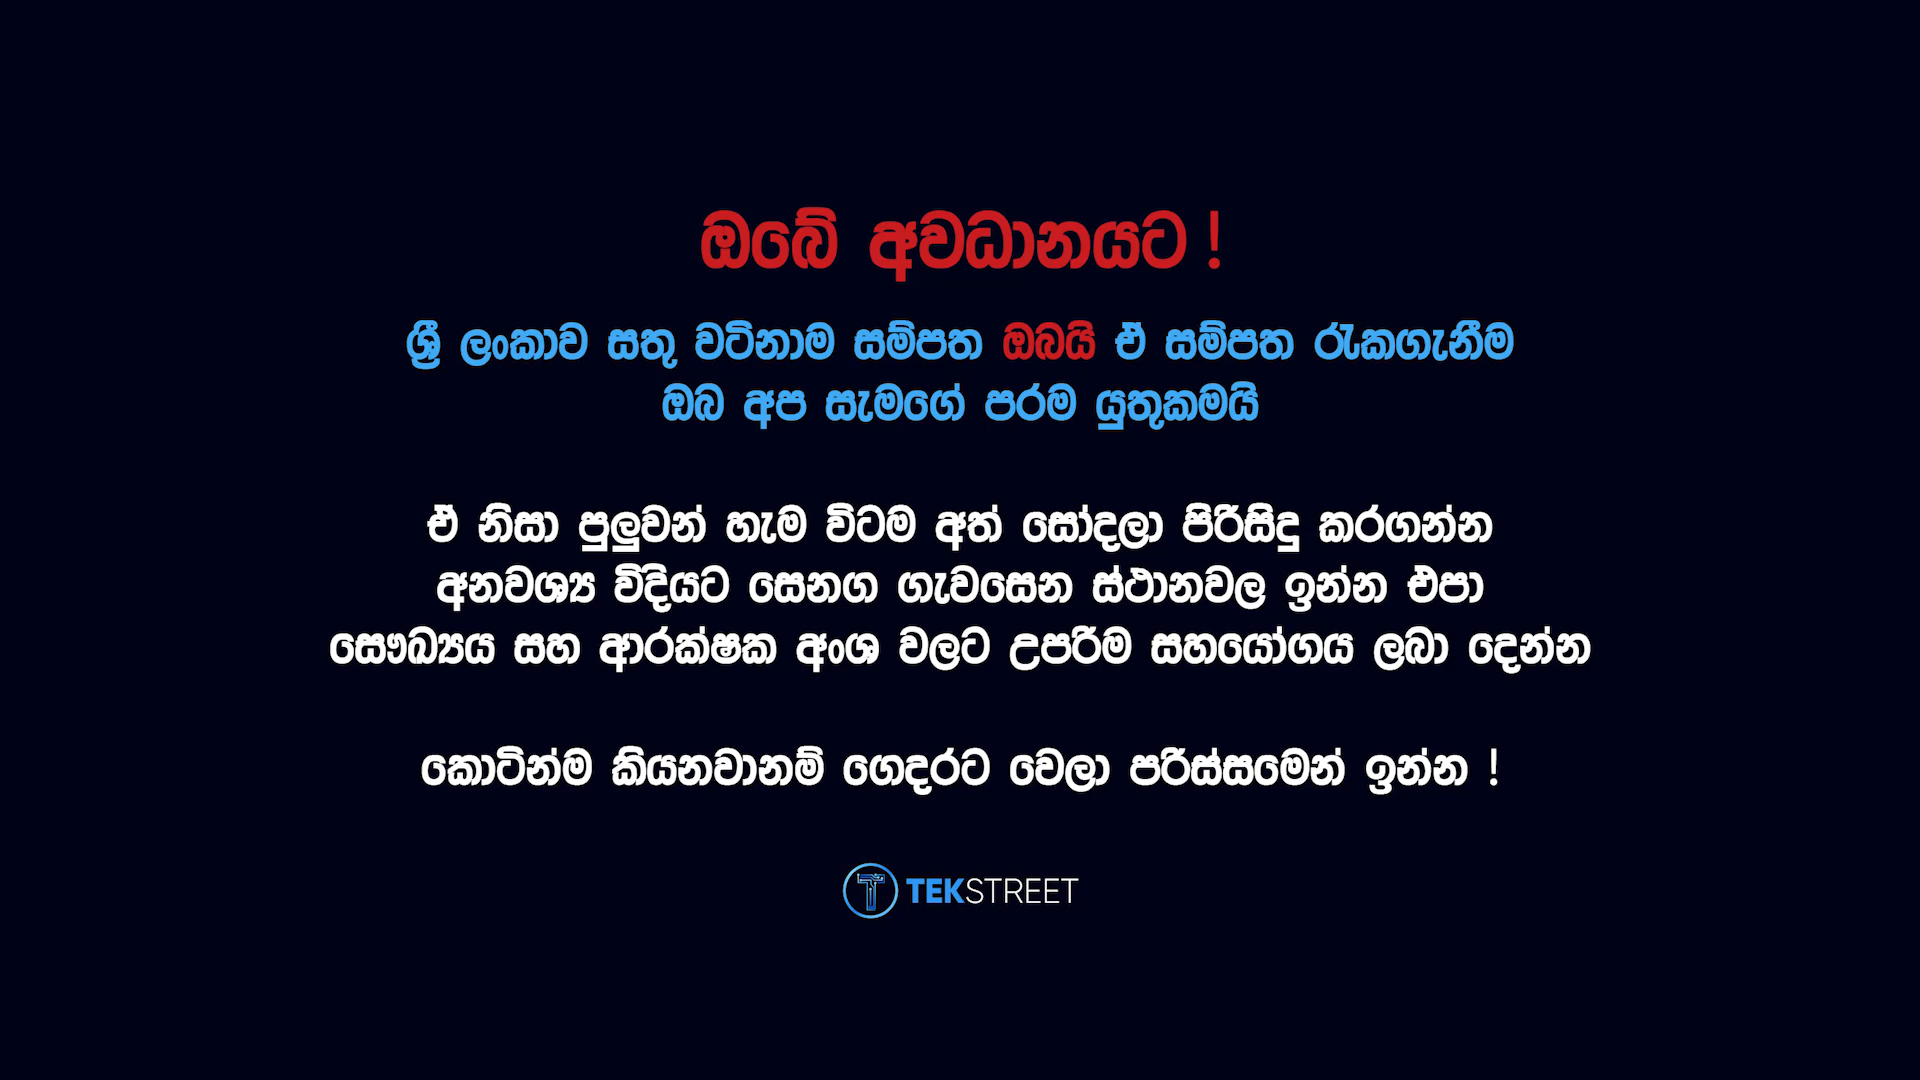 ඔබේ අවධානයට !
ශ්‍රී ලංකාව සතු වටිනාම සම්පත ඔබයි ඒ සම්පත රැකගැනීම
ඔබ අප සැමගේ පරම යුතුකමයි
ඒ නිසා පුලුවන් හැම විටම අත් සෝදලා පිරිසිදු කරගන්න
අනවශ්‍ය විදියට සෙනග ගැවසෙන ස්ථානවල ඉන්න එපා
සෞඛ්‍යය සහ ආරක්ෂක අංශ වලට උපරිම සහයෝගය ලබා දෙන්න
කොටින්ම කියනවානම් ගෙදරට වෙලා පරිස්සමෙන් ඉන්න !
TEKSTREET